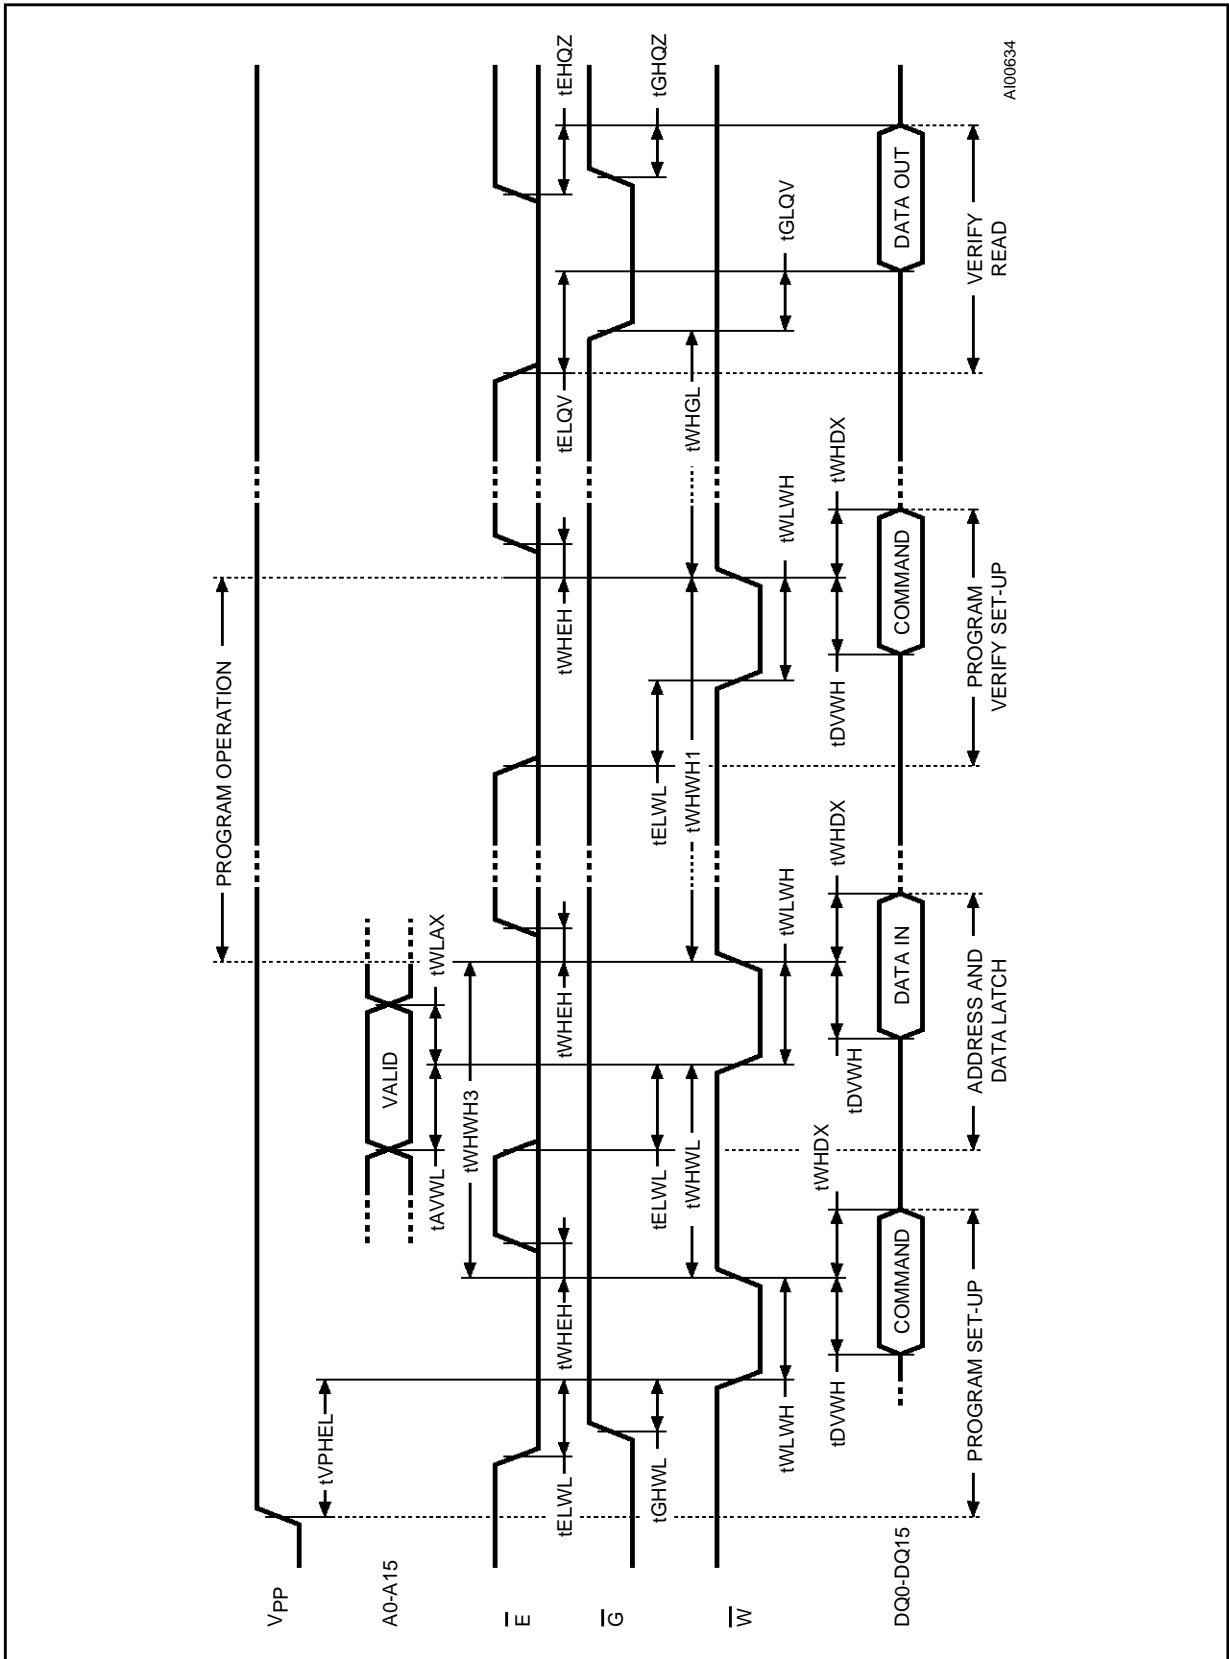 VPP
A0-A15
E
G
W
DQ0-DQ15
PROGRAM OPERATION
tVPHEL
VALID
tAVWL
tWLAX
tWHWH3
tELWL
tWHEH
tWHEH
tWHEH
tELQV
tEHQZ
tGHWL
tELWL
tELWL
tGHQZ
tWHWL
tWHWH1
tWHGL
tWLWH
tWLWH
tWLWH
tGLQV
tDVWH
tWHDX
tDVWH
tWHDX
tDVWH
tWHDX
COMMAND
DATA IN
COMMAND
DATA OUT
PROGRAM SET-UP
ADDRESS AND
DATA LATCH
PROGRAM
VERIFY SET-UP
VERIFY
READ
AI00634